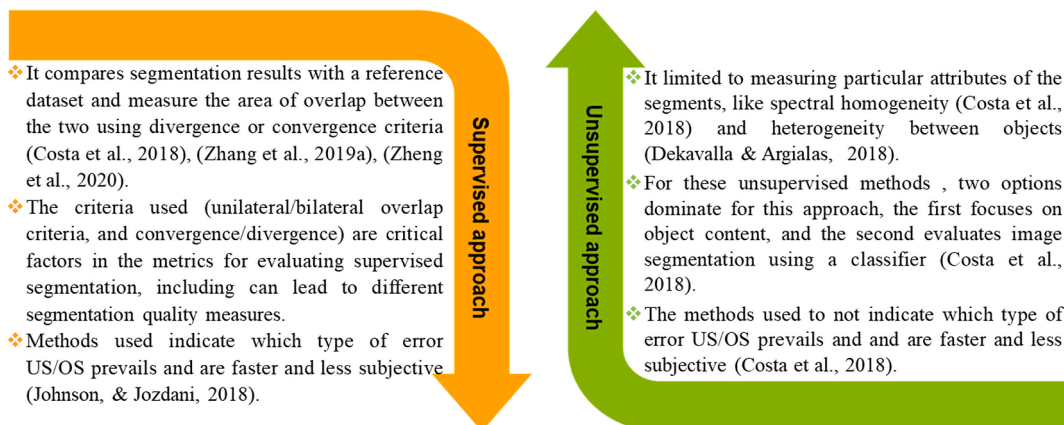 It compares segmentation results with a reference
dataset and measure the area of overlap between
the two using divergence or convergence criteria
(Costa et al., 2018), (Zhang et al., 2019a), (Zheng
et al., 2020).
The criteria used (unilateral/bilateral overlap
criteria, and convergence/divergence) are critical
factors in the metrics for evaluating supervised
segmentation, including can lead to different
segmentation quality measures.
Methods used indicate which type of error
US/OS prevails and are faster and less subjective
(Johnson, & Jozdani, 2018).
Supervised approach
Unsupervised approach
It limited to measuring particular attributes of the
segments, like spectral homogeneity (Costa et al.,
2018) and heterogeneity between objects
(Dekavalla & Argialas, 2018).
For these unsupervised methods , two options
dominate for this approach, the first focuses on
object content, and the second evaluates image
segmentation using a classifier (Costa et al.,
2018).
The methods used to not indicate which type of
error US/OS prevails and and are faster and less
subjective (Costa et al., 2018).